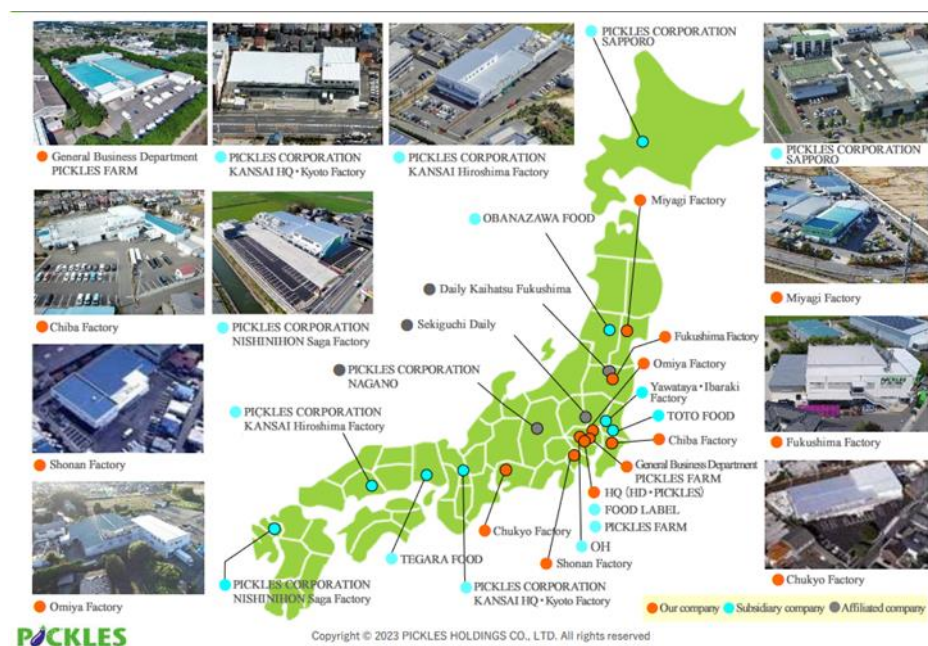 PICKLES CORPORATION
SAPPORO
General Business Department
PICKLES FARM
PICKLES CORPORATION
KANSAI HQ・Kyoto Factory
PICKLES CORPORATION
KANSAI Hiroshima Factory
PICKLES CORPORATION
SAPPORO
Miyagi Factory
OBANAZAWA FOOD
Daily Kaihatsu Fukushima
Miyagi Factory
Chiba Factory
PICKLES CORPORATION
NISHINIHON Saga Factory
Sekiguchi Daily
Fukushima Factory
Omiya Factory
PICKLES CORPORATION
NAGANO
Yawataya・Ibaraki
Factory
TOTO FOOD
PICKLES CORPORATION
KANSAI Hiroshima Factory
Chiba Factory
Fukushima Factory
Shonan Factory
General Business Department
PICKLES FARM
HQ (HD・PICKLES)
FOOD LABEL
PICKLES FARM
Chukyo Factory
OH
TEGARA FOOD
Shonan Factory
PICKLES CORPORATION
NISHINIHON Saga Factory
PICKLES CORPORATION
KANSAI HQ・Kyoto Factory
Chukyo Factory
Omiya Factory
Our company
Subsidiary company
Affiliated company
PICKLES
Copyright © 2023 PICKLES HOLDINGS CO., LTD. All rights reserved